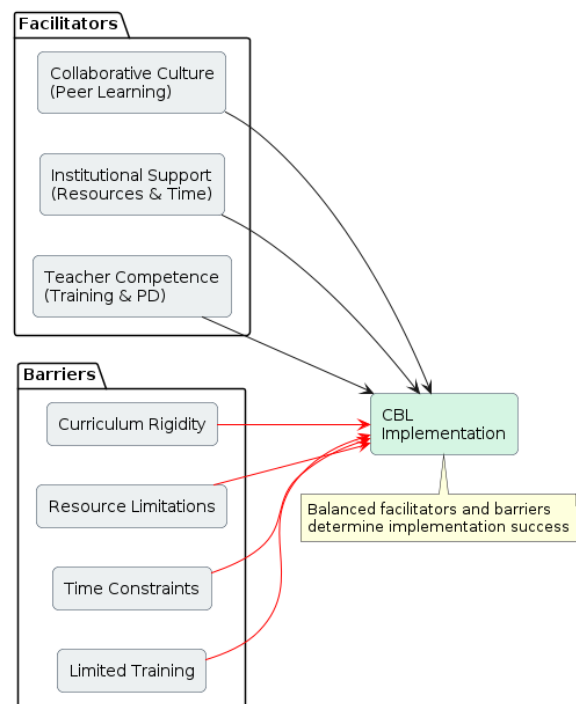 Facilitators
Collaborative Culture
(Peer Learning)
Institutional Support
(Resources & Time)
Teacher Competence
(Training & PD)
Barriers
Curriculum Rigidity
Resource Limitations
Time Constraints
Limited Training
CBL
Implementation
Balanced facilitators and barriers
determine implementation success